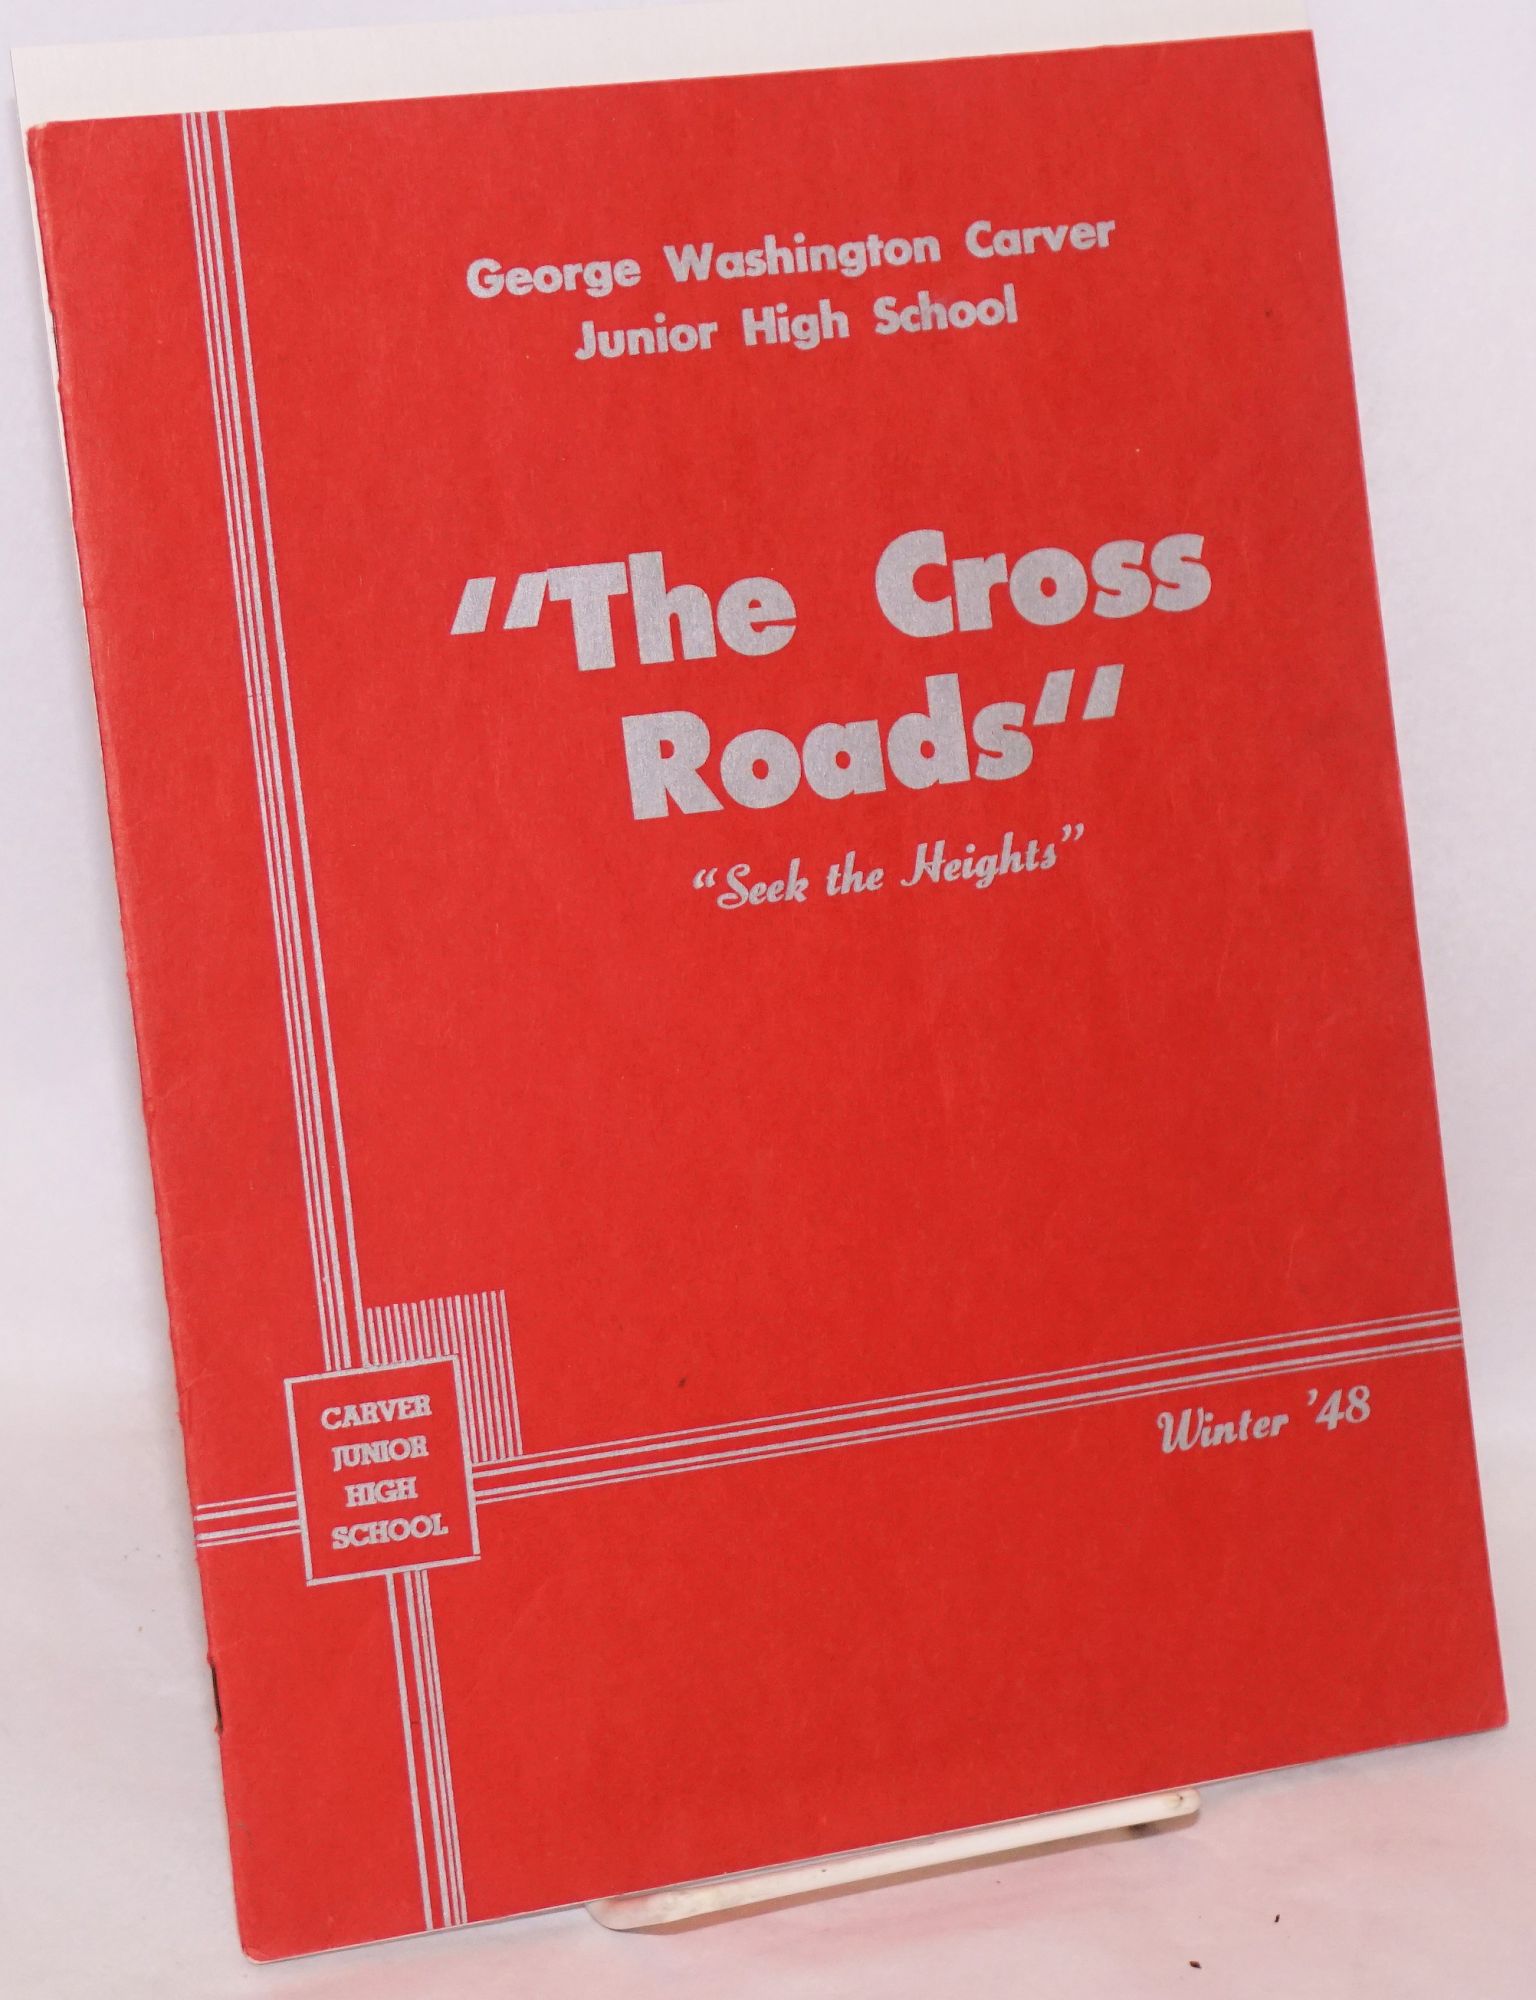 George Washington Carver
Junior High School
"The Cross
Roads"
"Seek the Heights"
Winter '48
CARVER
JUNIOR
HIGH
SCHOOL